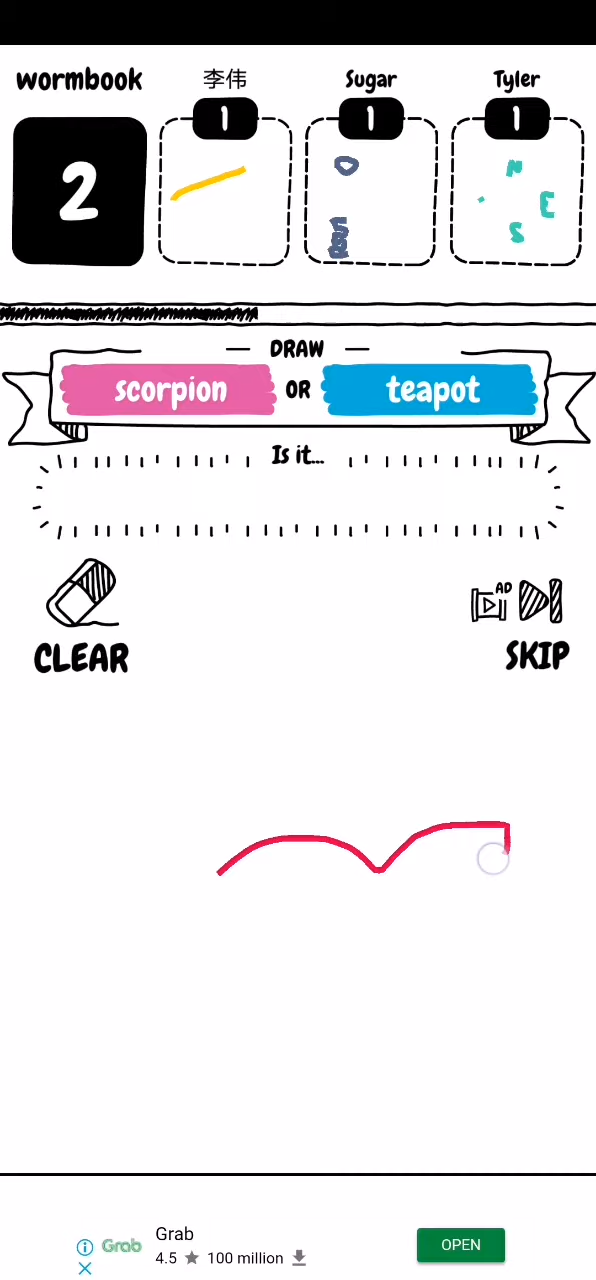 wormbook 李伟 Sugar Tyler
2 1 1 1
N
E
S
DRAW
scorpion OR teapot
Is it...
AD
CLEAR SKIP
Grab
Grab 4.5 100 million OPEN